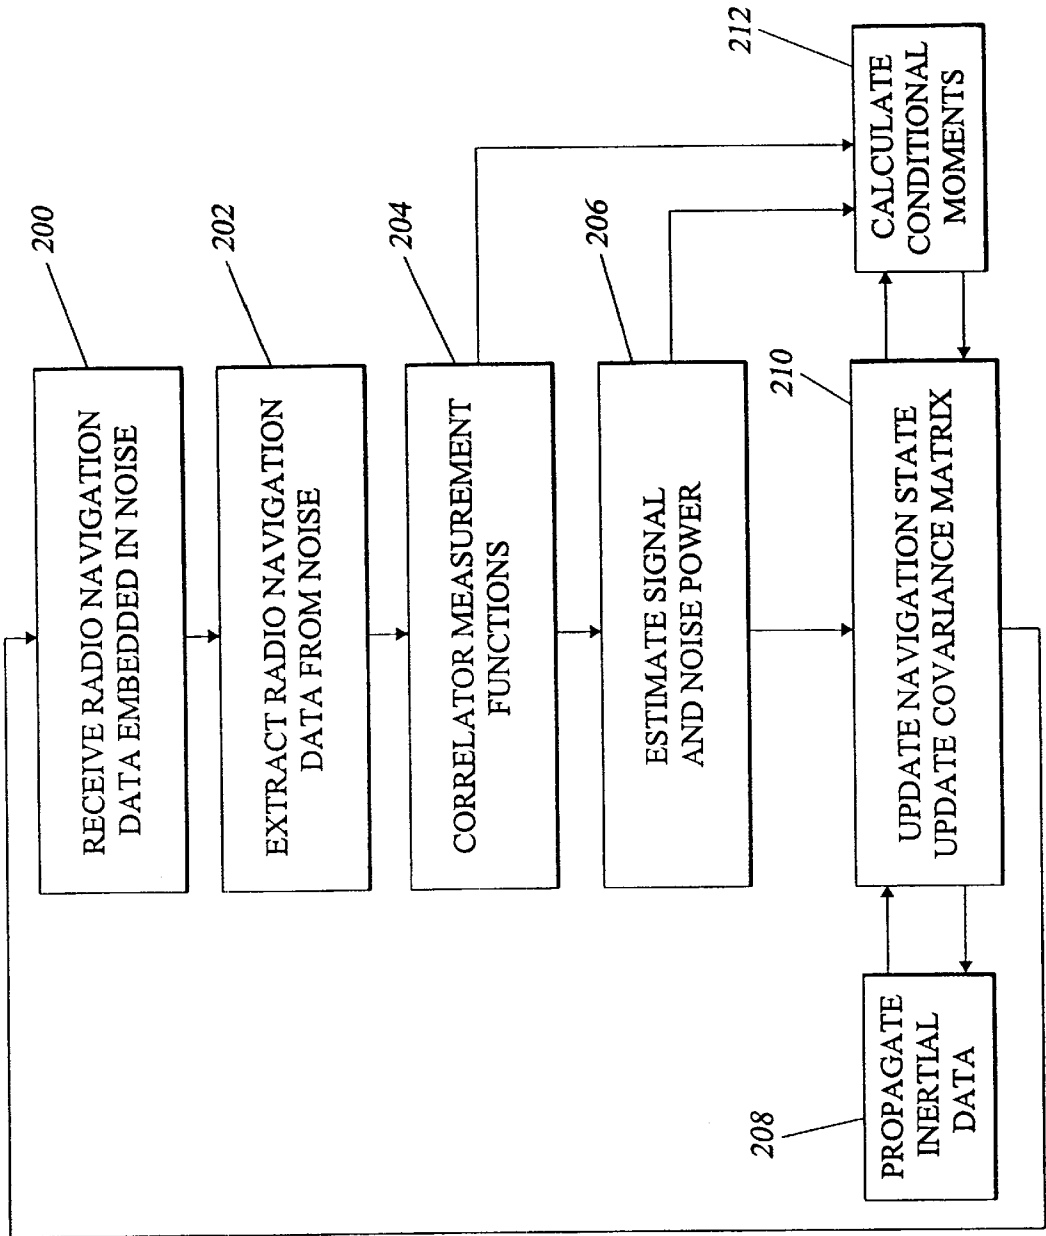 200
RECEIVE RADIO NAVIGATION
DATA EMBEDDED IN NOISE
202
EXTRACT RADIO NAVIGATION
DATA FROM NOISE
204
CORRELATOR MEASUREMENT
FUNCTIONS
206
ESTIMATE SIGNAL
AND NOISE POWER
208
PROPAGATE
INERTIAL
DATA
210
UPDATE NAVIGATION STATE
UPDATE COVARIANCE MATRIX
212
CALCULATE
CONDITIONAL
MOMENTS